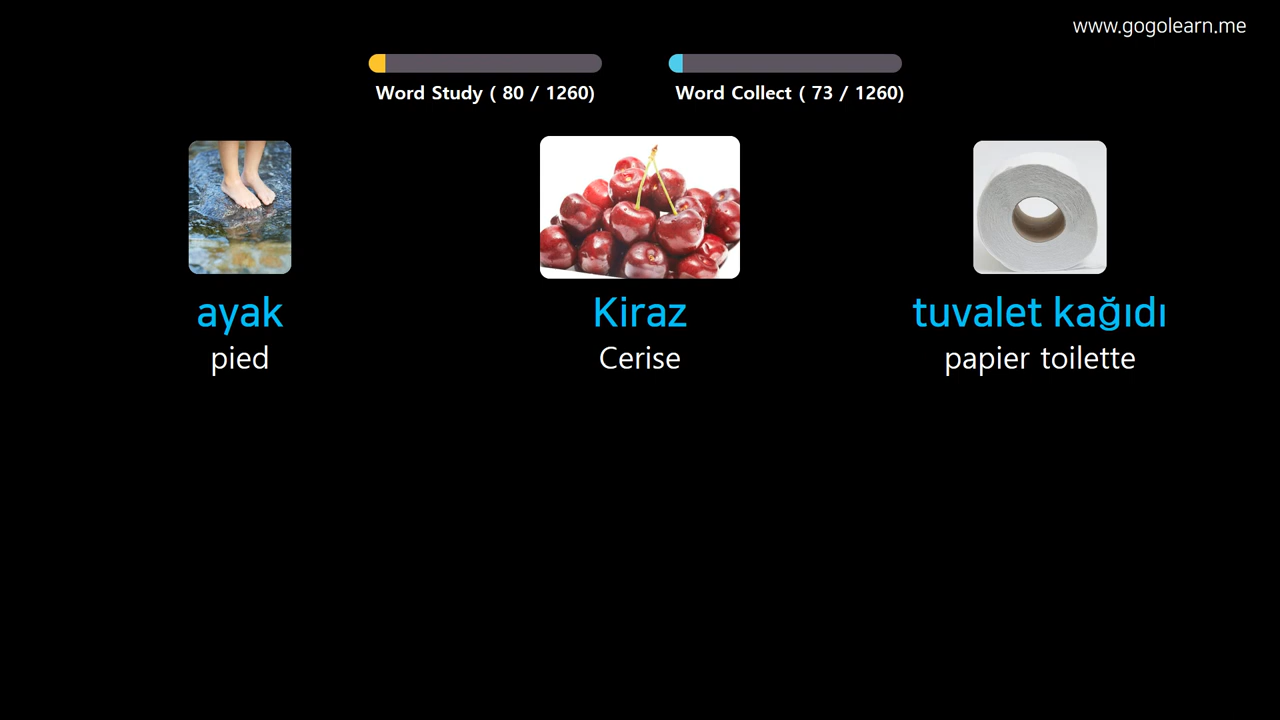 www.gogolearn.me
Word Study ( 80 / 1260)
Word Collect ( 73 / 1260)
ayak
pied
Kiraz
Cerise
tuvalet kağıdı
papier toilette